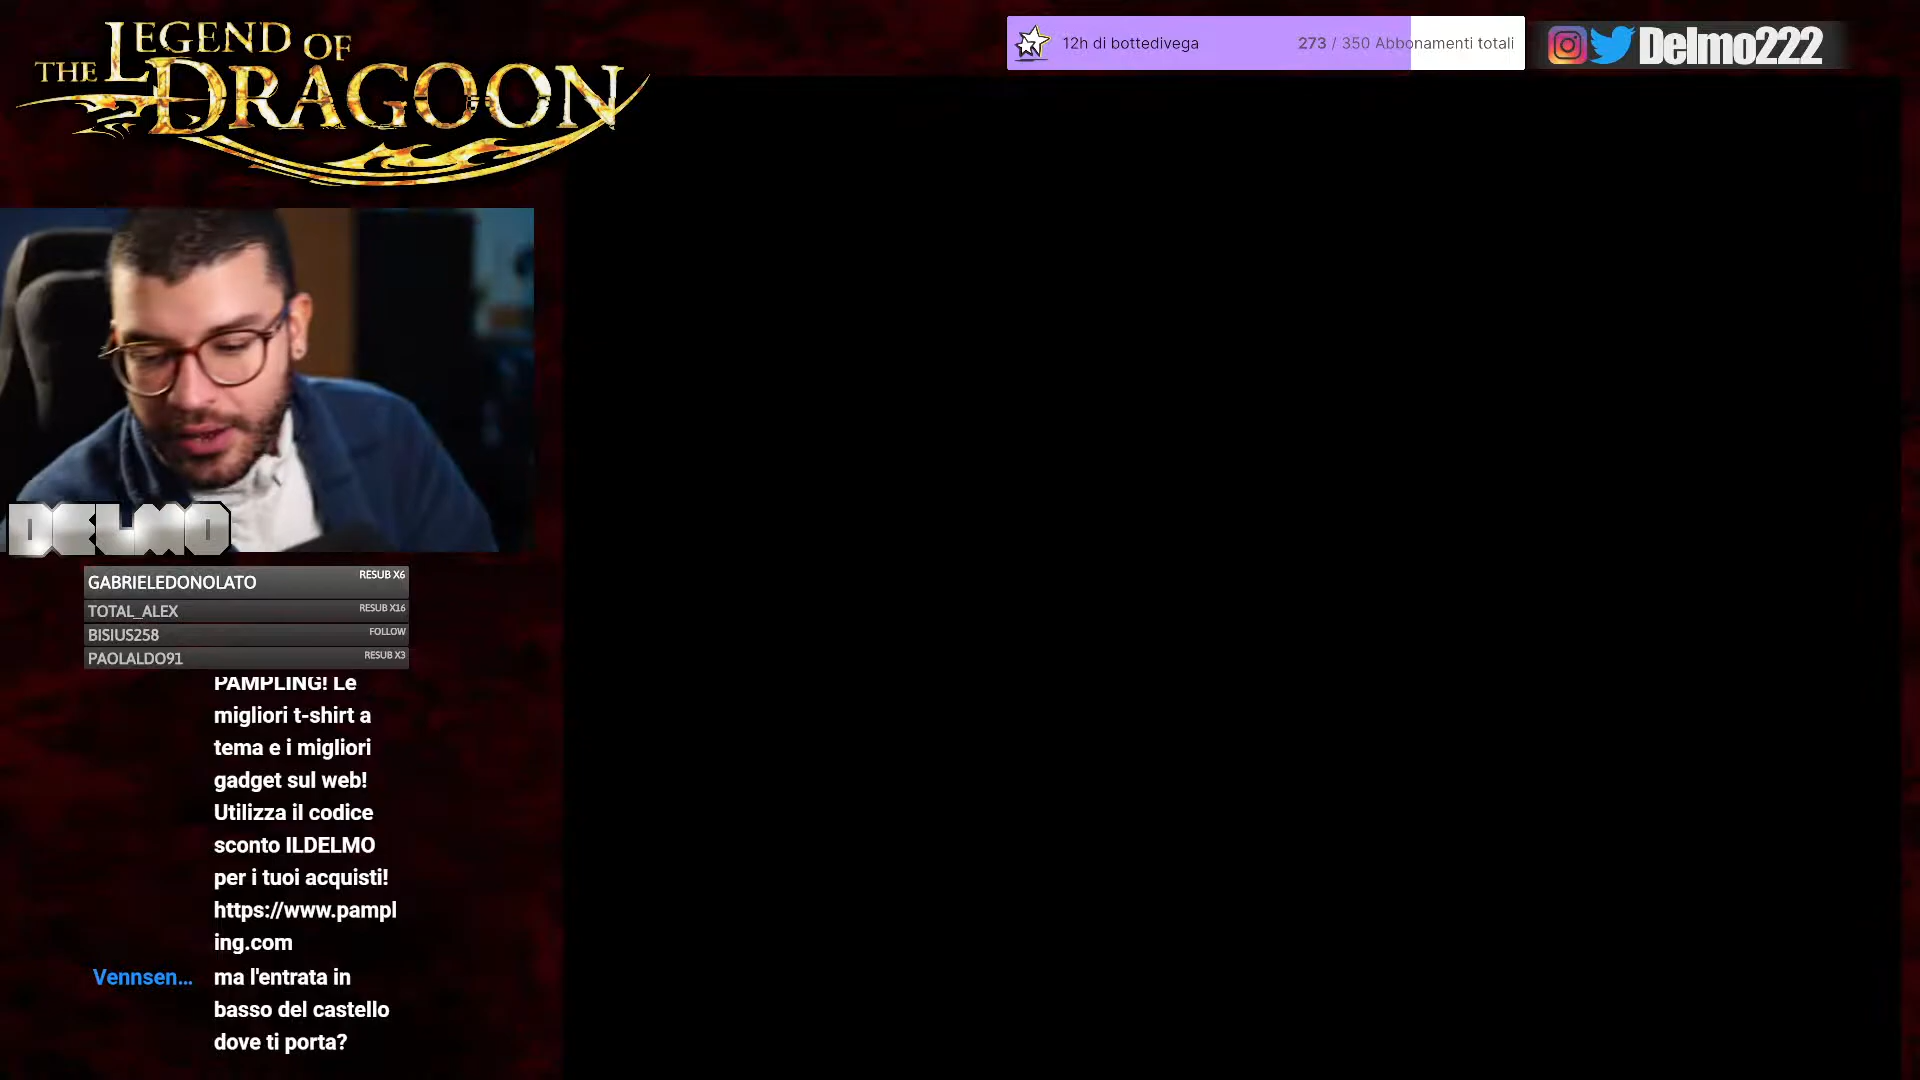 THE LEGEND OF
DRAGOON
12h di bottedivega 273 / 350 Abbonamenti totali
Delmo222
DELMO
GABRIELEDONOLATO RESUB X6
TOTAL_ALEX RESUB X16
BISIUS258 FOLLOW
PAOLALDO91 RESUB X3
PAMPLING! Le
migliori t-shirt a
tema e i migliori
gadget sul web!
Utilizza il codice
sconto ILDELMO
per i tuoi acquisti!
https://www.pampl
ing.com
Vennsen... ma l'entrata in
basso del castello
dove ti porta?